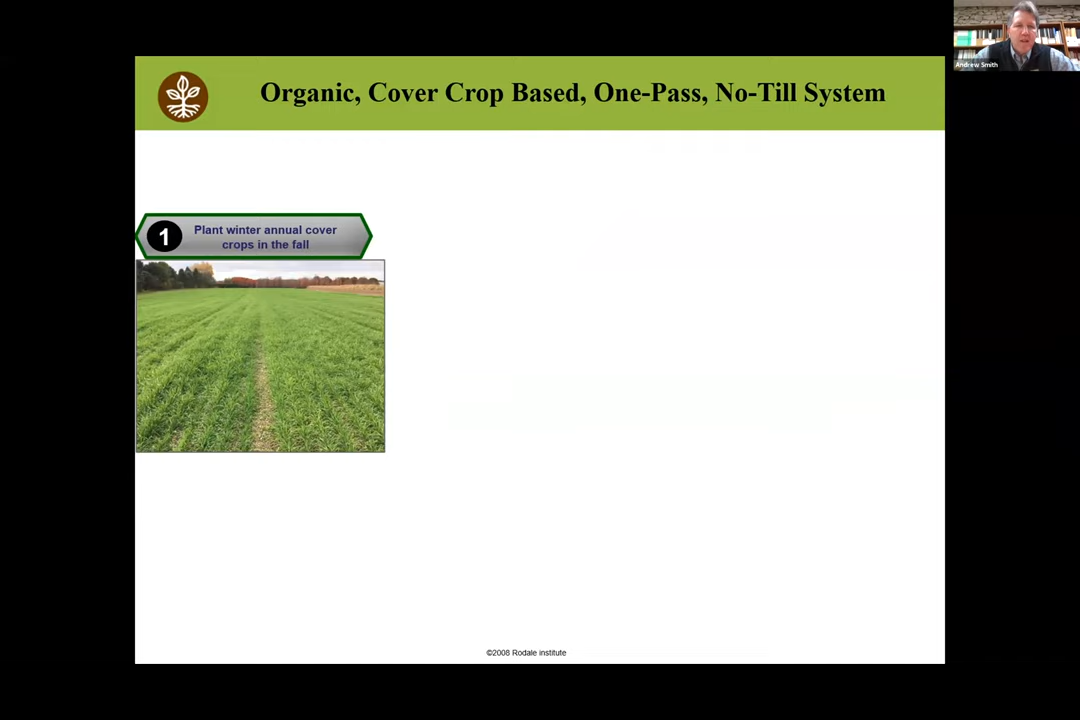 Andrew Smith
Organic, Cover Crop Based, One-Pass, No-Till System
1
Plant winter annual cover
crops in the fall
©2008 Rodale institute